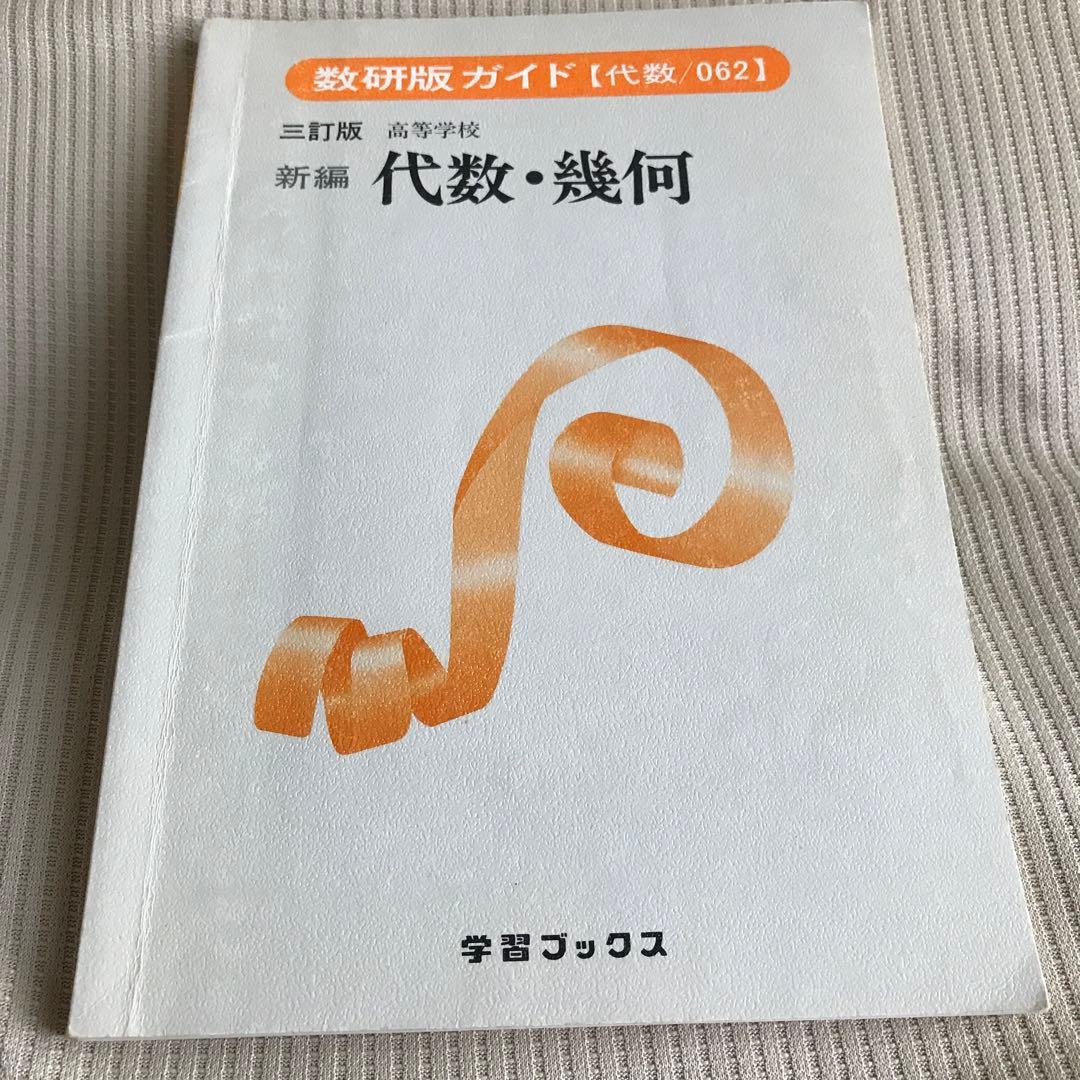 数研版 ガイド【代数/062】
三訂版 高等学校
新編 代数・幾何
学習ブックス